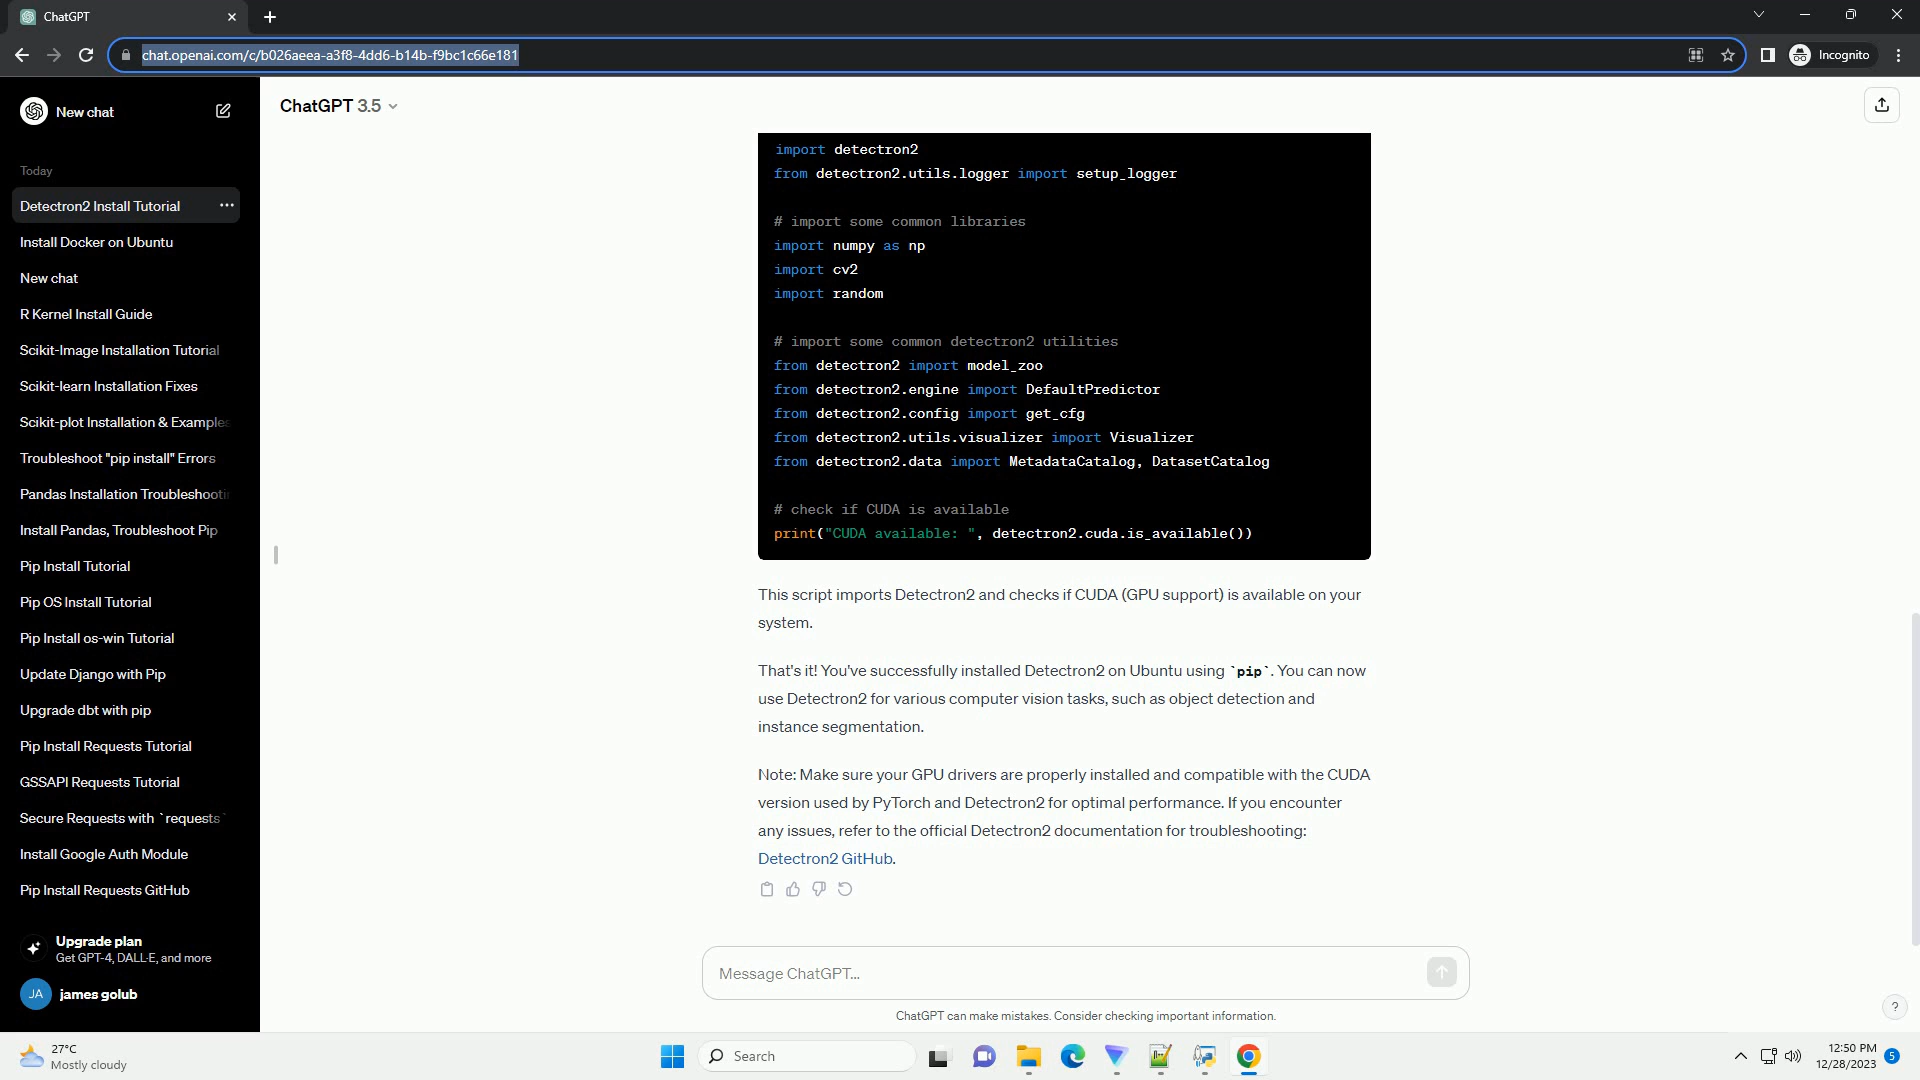 ChatGPT
chat.openai.com/c/b026aeea-a3f8-4dd6-b14b-f9bc1c66e181
Incognito
New chat
Today
Detectron2 Install Tutorial
Install Docker on Ubuntu
New chat
R Kernel Install Guide
Scikit-Image Installation Tutorial
Scikit-learn Installation Fixes
Scikit-plot Installation & Examples
Troubleshoot "pip install" Errors
Pandas Installation Troubleshooti
Install Pandas, Troubleshoot Pip
Pip Install Tutorial
Pip OS Install Tutorial
Pip Install os-win Tutorial
Update Django with Pip
Upgrade dbt with pip
Pip Install Requests Tutorial
GSSAPI Requests Tutorial
Secure Requests with `requests`
Install Google Auth Module
Pip Install Requests GitHub
Upgrade plan
Get GPT-4, DALL·E, and more
JA
james golub
ChatGPT 3.5
import detectron2
from detectron2.utils.logger import setup_logger
# import some common libraries
import numpy as np
import cv2
import random
# import some common detectron2 utilities
from detectron2 import model_zoo
from detectron2.engine import DefaultPredictor
from detectron2.config import get_cfg
from detectron2.utils.visualizer import Visualizer
from detectron2.data import MetadataCatalog, DatasetCatalog
# check if CUDA is available
print("CUDA available: ", detectron2.cuda.is_available())
This script imports Detectron2 and checks if CUDA (GPU support) is available on your
system.
That's it! You've successfully installed Detectron2 on Ubuntu using `pip`. You can now
use Detectron2 for various computer vision tasks, such as object detection and
instance segmentation.
Note: Make sure your GPU drivers are properly installed and compatible with the CUDA
version used by PyTorch and Detectron2 for optimal performance. If you encounter
any issues, refer to the official Detectron2 documentation for troubleshooting:
Detectron2 GitHub.
Message ChatGPT...
ChatGPT can make mistakes. Consider checking important information.
?
27°C
Mostly cloudy
Search
12:50 PM
12/28/2023
5